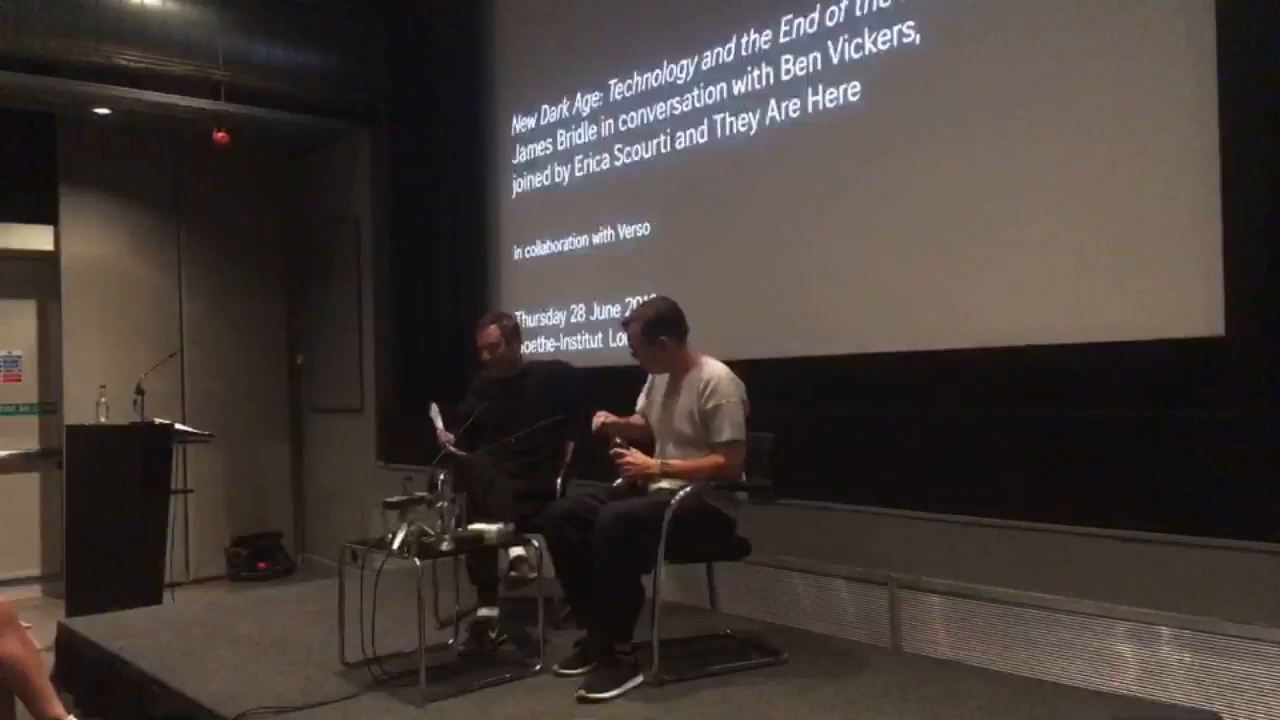 New Dark Age: Technology and the End of the
James Bridle in conversation with Ben Vickers,
joined by Erica Scourti and They Are Here
in collaboration with Verso
Thursday 28 June
Goethe-Institut